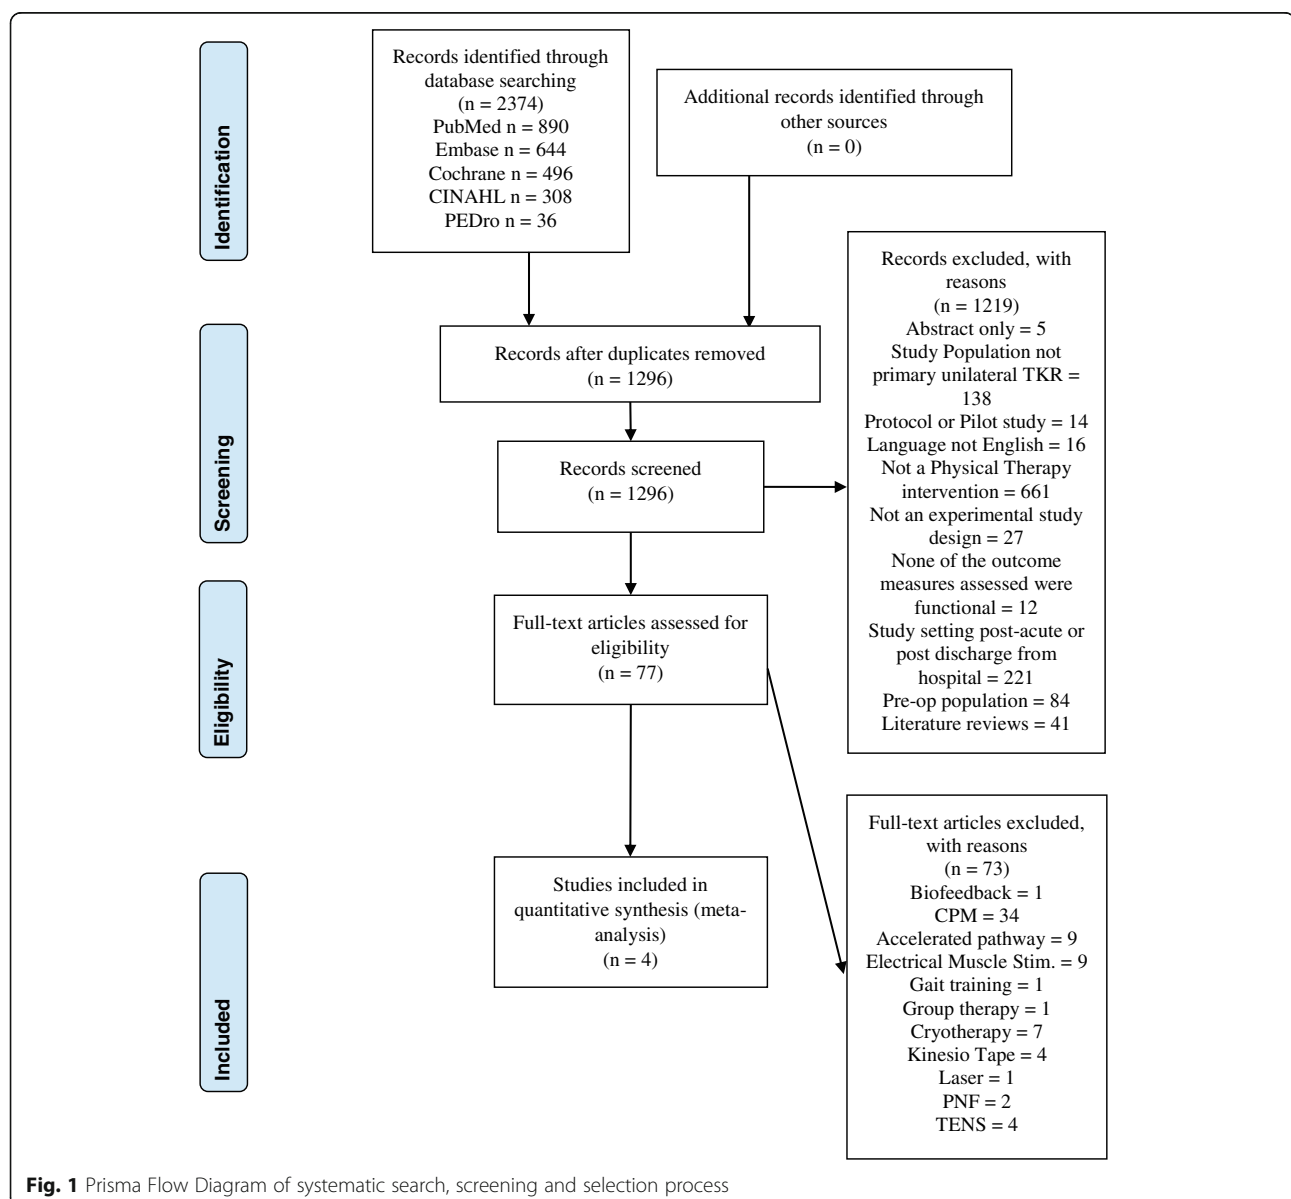 Identification
Records identified through
database searching
(n = 2374)
PubMed n = 890
Embase n = 644
Cochrane n = 496
CINAHL n = 308
PEDro n = 36
Additional records identified through
other sources
(n = 0)
Screening
Records after duplicates removed
(n = 1296)
Records screened
(n = 1296)
Records excluded, with
reasons
(n = 1219)
Abstract only = 5
Study Population not
primary unilateral TKR =
138
Protocol or Pilot study = 14
Language not English = 16
Not a Physical Therapy
intervention = 661
Not an experimental study
design = 27
None of the outcome
measures assessed were
functional = 12
Study setting post-acute or
post discharge from
hospital = 221
Pre-op population = 84
Literature reviews = 41
Eligibility
Full-text articles assessed for
eligibility
(n = 77)
Full-text articles excluded,
with reasons
(n = 73)
Biofeedback = 1
CPM = 34
Accelerated pathway = 9
Electrical Muscle Stim. = 9
Gait training = 1
Group therapy = 1
Cryotherapy = 7
Kinesio Tape = 4
Laser = 1
PNF = 2
TENS = 4
Included
Studies included in
quantitative synthesis (meta-
analysis)
(n = 4)
Fig. 1 Prisma Flow Diagram of systematic search, screening and selection process